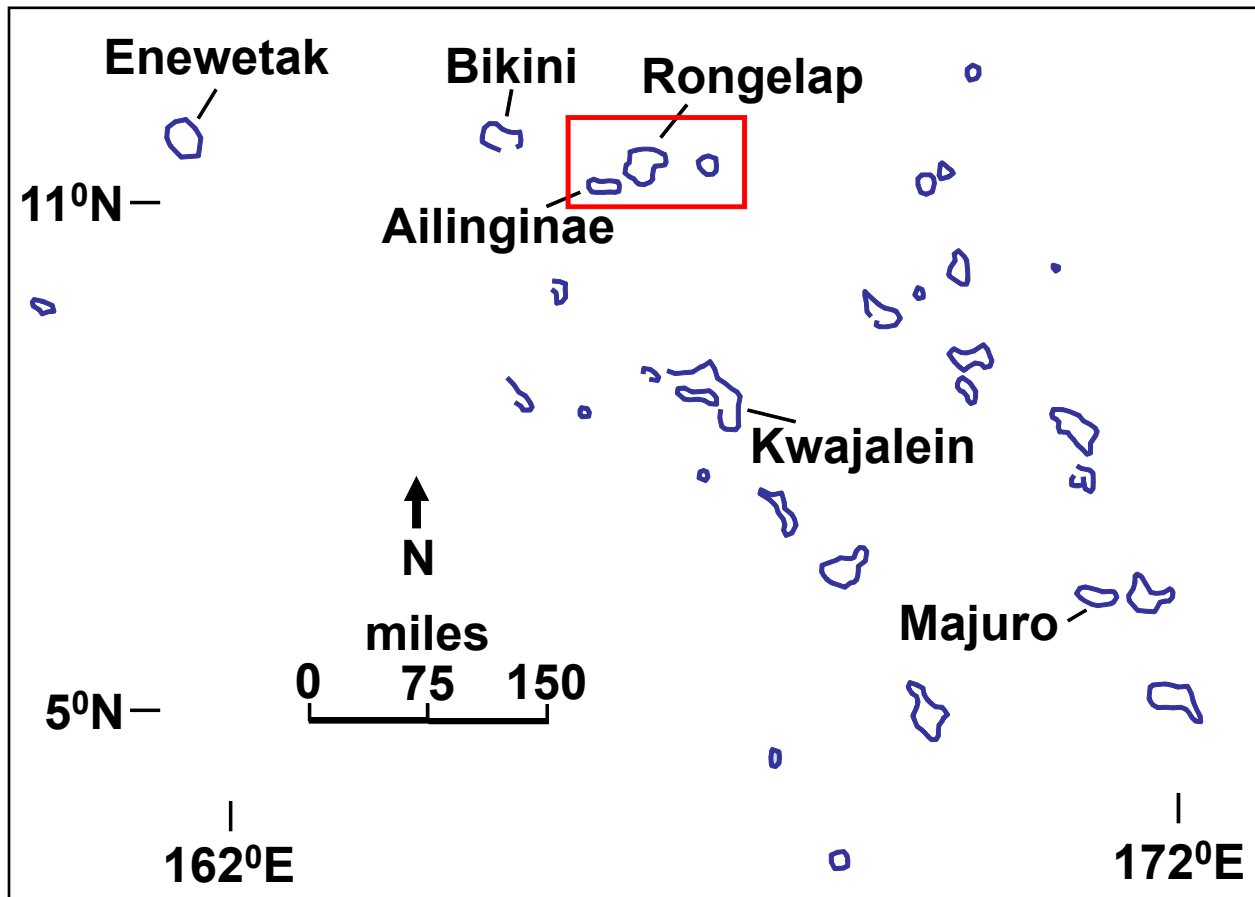 Enewetak
Bikini
Rongelap
11⁰N
Ailinginae
Kwajalein
N
miles
0 75 150
Majuro
5⁰N
162⁰E
172⁰E